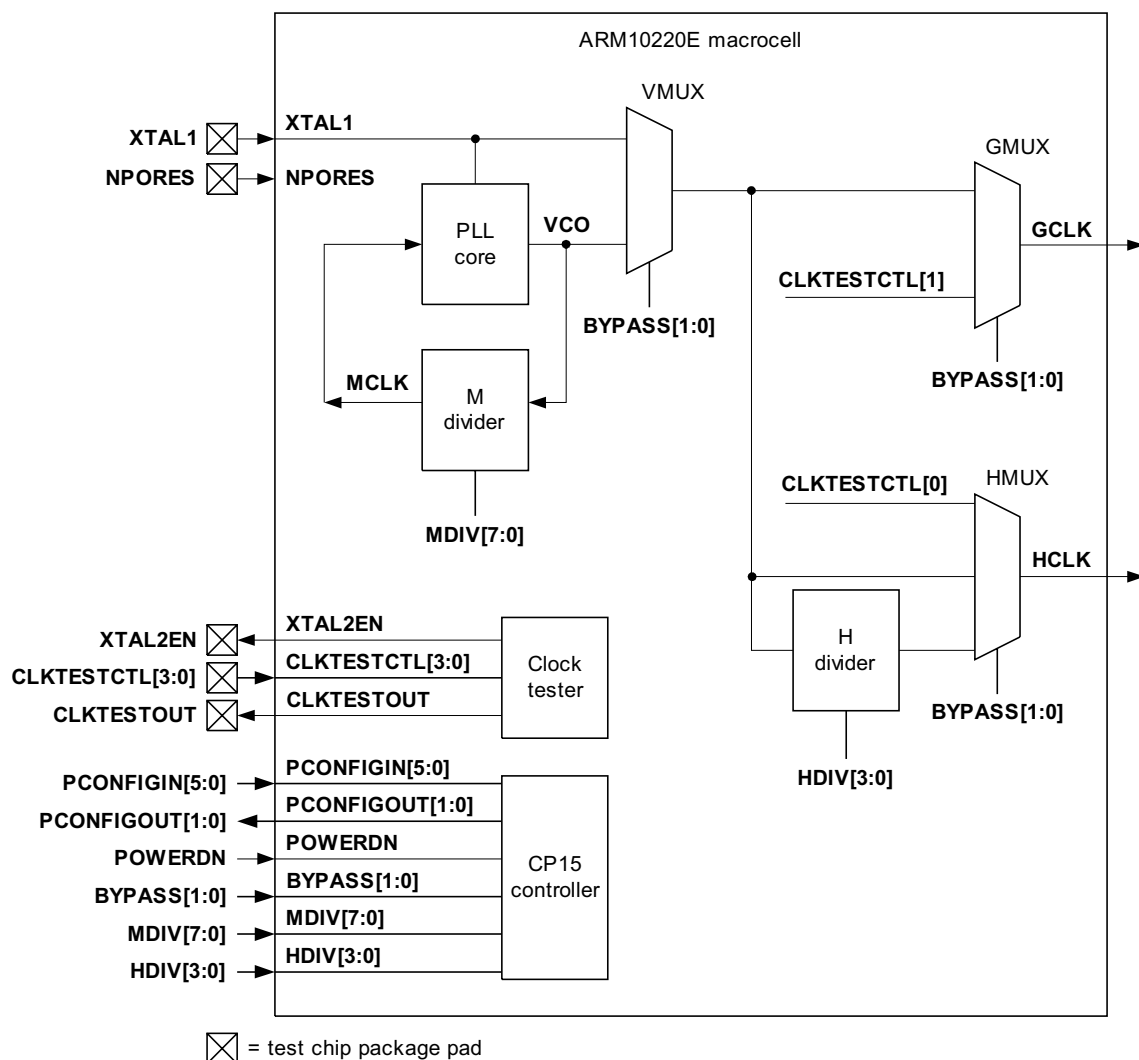 ARM10220E macrocell
VMUX
XTAL1
XTAL1
GMUX
NPORES
NPORES
PLL
core
VCO
GCLK
CLKTESTCTL[1]
BYPASS[1:0]
MCLK
M
divider
BYPASS[1:0]
CLKTESTCTL[0]
HMUX
MDIV[7:0]
HCLK
XTAL2EN
XTAL2EN
H
divider
CLKTESTCTL[3:0]
CLKTESTCTL[3:0]
Clock
tester
CLKTESTOUT
CLKTESTOUT
BYPASS[1:0]
HDIV[3:0]
PCONFIGIN[5:0]
PCONFIGIN[5:0]
PCONFIGOUT[1:0]
PCONFIGOUT[1:0]
POWERDN
POWERDN
CP15
controller
BYPASS[1:0]
BYPASS[1:0]
MDIV[7:0]
MDIV[7:0]
HDIV[3:0]
HDIV[3:0]
= test chip package pad